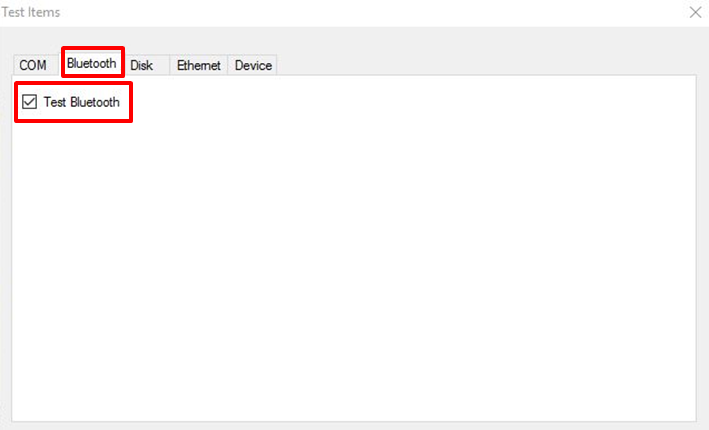 Test Items
COM Bluetooth Disk Ethernet Device
Test Bluetooth